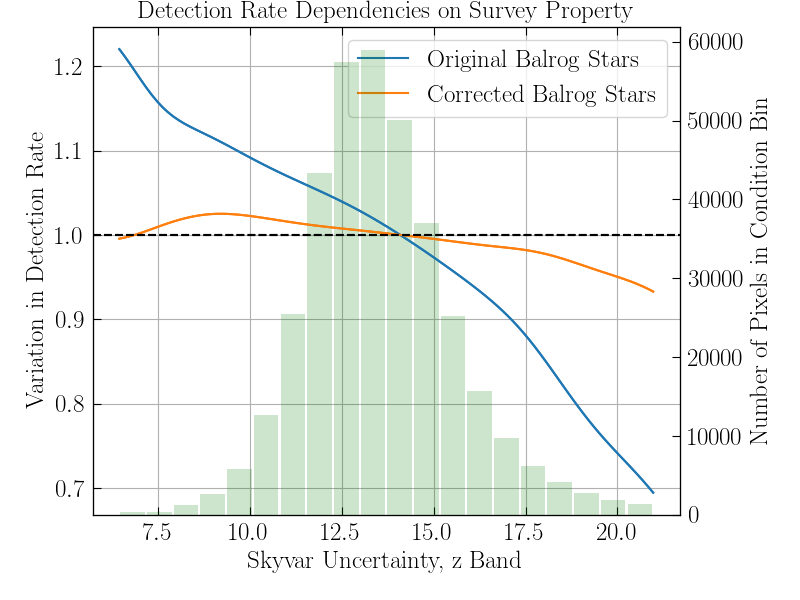 Detection Rate Dependencies on Survey Property
Original Balrog Stars
Corrected Balrog Stars
Variation in Detection Rate
1.2
1.1
1.0
0.9
0.8
0.7
60000
50000
40000
30000
20000
10000
0
Number of Pixels in Condition Bin
7.5 10.0 12.5 15.0 17.5 20.0
Skyvar Uncertainty, z Band